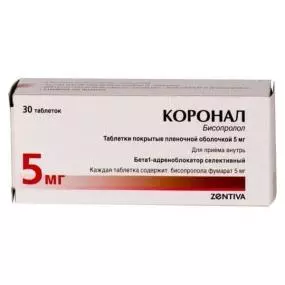 30 таблеток
КОРОНАЛ
Бисопролол
Таблетки покрытые пленочной оболочкой 5 мг
Для приёма внутрь
5 мг
Бета1-адреноблокатор селективный
Каждая таблетка содержит: бисопролола фумарат 5 мг
ZENTIVA